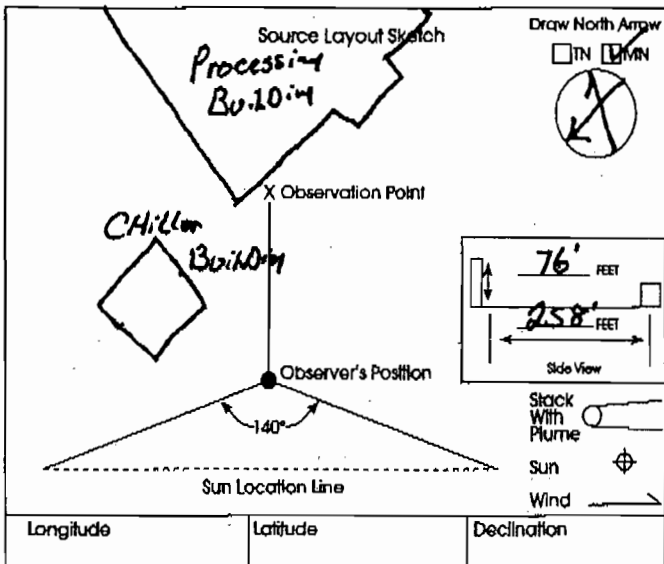 Source Layout Sketch
Draw North Arrow
TN MN
Processing
Building
X Observation Point
Chiller
Building
76' FEET
258' FEET
Side View
Observer's Position
140°
Stack
With
Plume
Sun
Wind
Sun Location Line
Longitude Latitude Declination